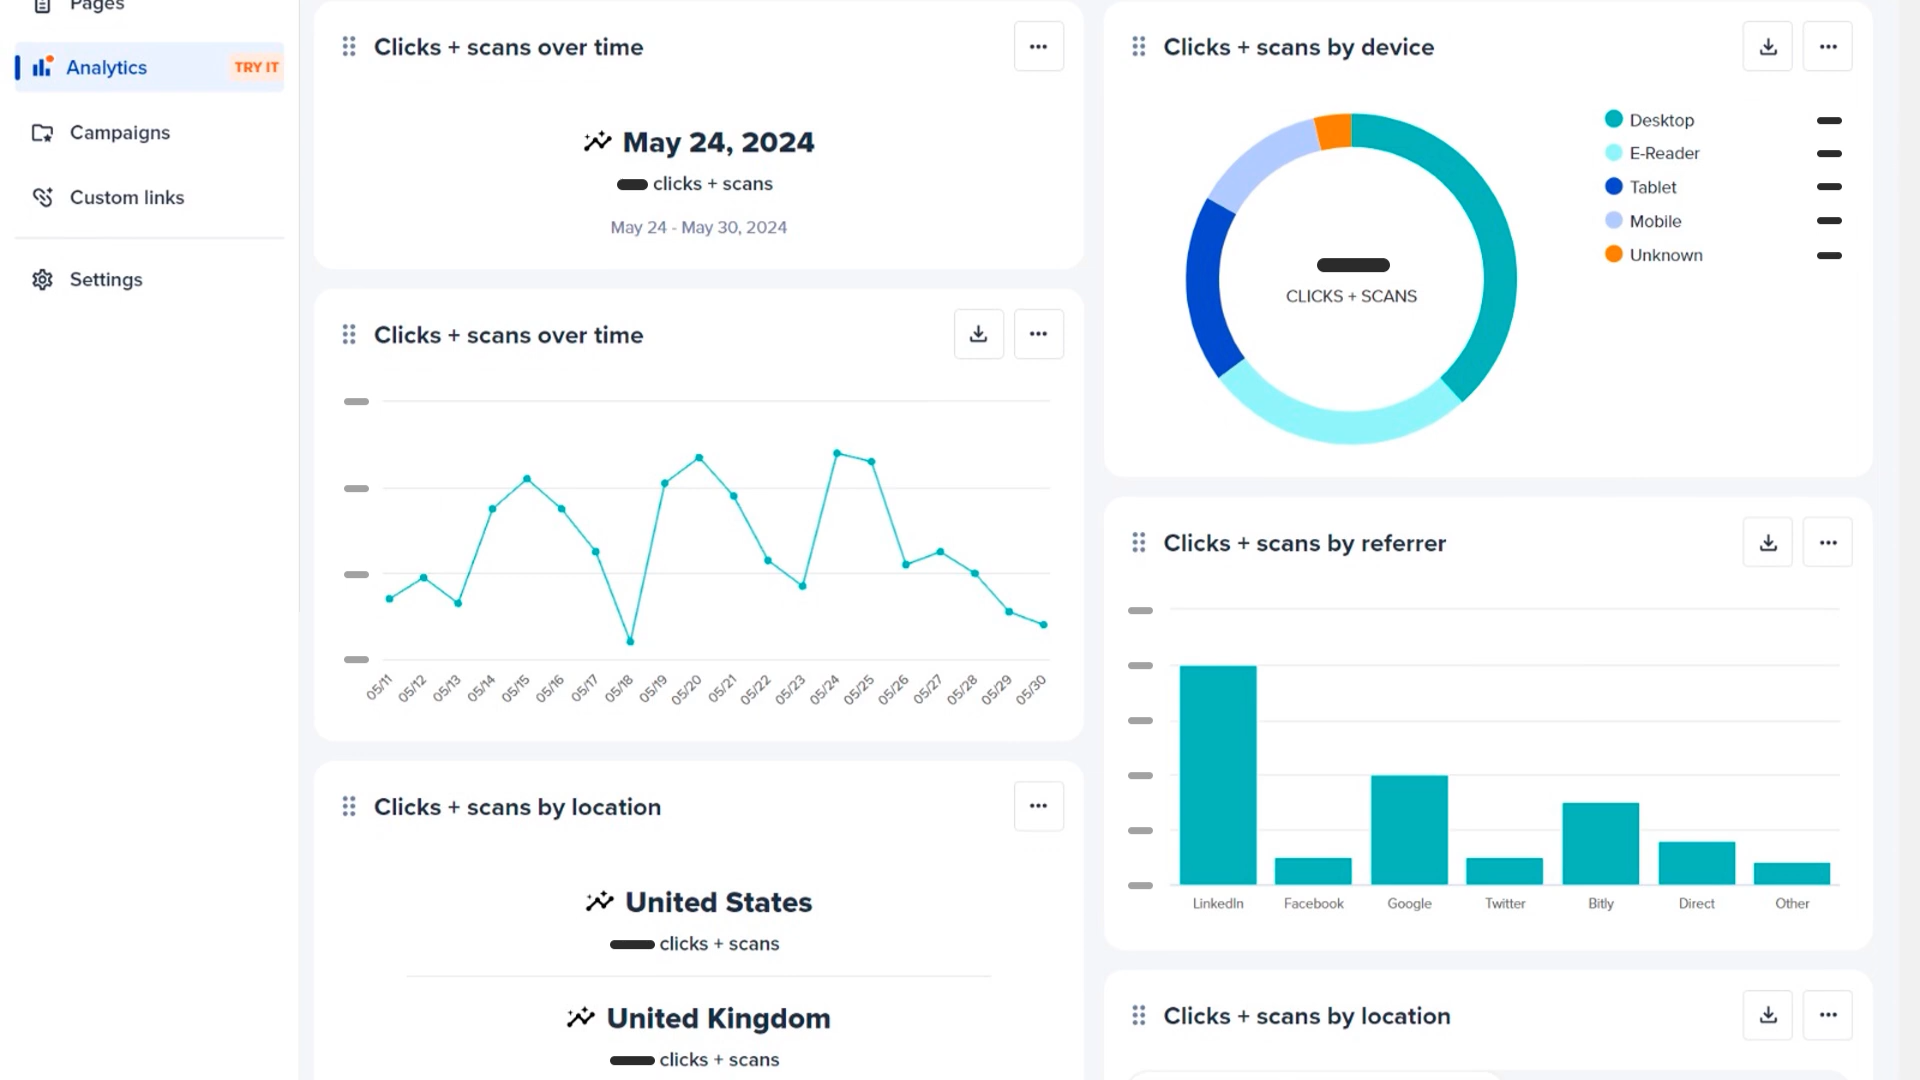 Pages
Analytics
TRY IT
Campaigns
Custom links
Settings
Clicks + scans over time
May 24, 2024
clicks + scans
May 24 - May 30, 2024
Clicks + scans over time
05/11
05/12
05/13
05/14
05/15
05/16
05/17
05/18
05/19
05/20
05/21
05/22
05/23
05/24
05/25
05/26
05/27
05/28
05/29
05/30
Clicks + scans by location
United States
clicks + scans
United Kingdom
clicks + scans
Clicks + scans by device
CLICKS + SCANS
Desktop
E-Reader
Tablet
Mobile
Unknown
Clicks + scans by referrer
LinkedIn
Facebook
Google
Twitter
Bitly
Direct
Other
Clicks + scans by location